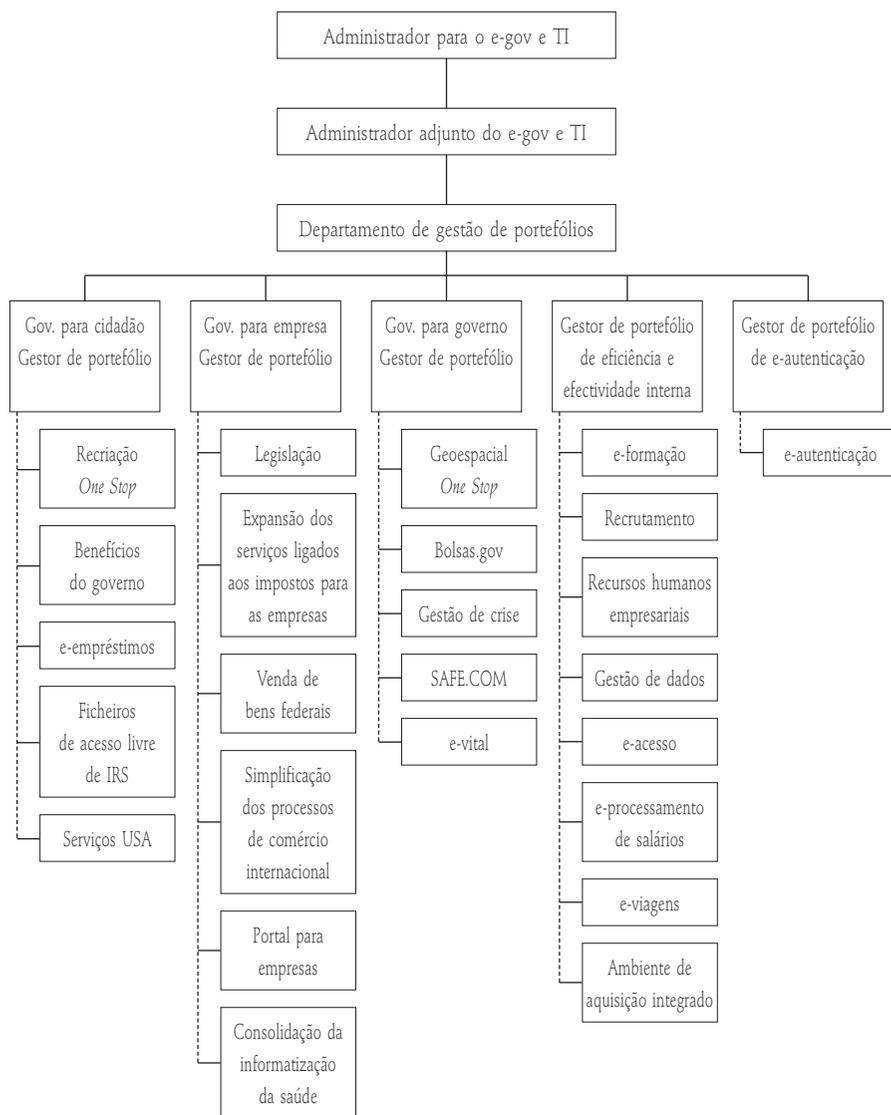 Administrador para o e-gov e TI
Administrador adjunto do e-gov e TI
Departamento de gestão de portefólios
Gov. para cidadão
Gestor de portefólio
Gov. para empresa
Gestor de portefólio
Gov. para governo
Gestor de portefólio
Gestor de portefólio
de eficiência e
efectividade interna
Gestor de portefólio
de e-autenticação
Recriação
One Stop
Benefícios
do governo
e-empréstimos
Ficheiros
de acesso livre
de IRS
Serviços USA
Legislação
Expansão dos
serviços ligados
aos impostos para
as empresas
Venda de
bens federais
Simplificação
dos processos
de comércio
internacional
Portal para
empresas
Consolidação da
informatização
da saúde
Geoespacial
One Stop
Bolsas.gov
Gestão de crise
SAFE.COM
e-vital
e-formação
Recrutamento
Recursos humanos
empresariais
Gestão de dados
e-acesso
e-processamento
de salários
e-viagens
Ambiente de
aquisição integrado
e-autenticação